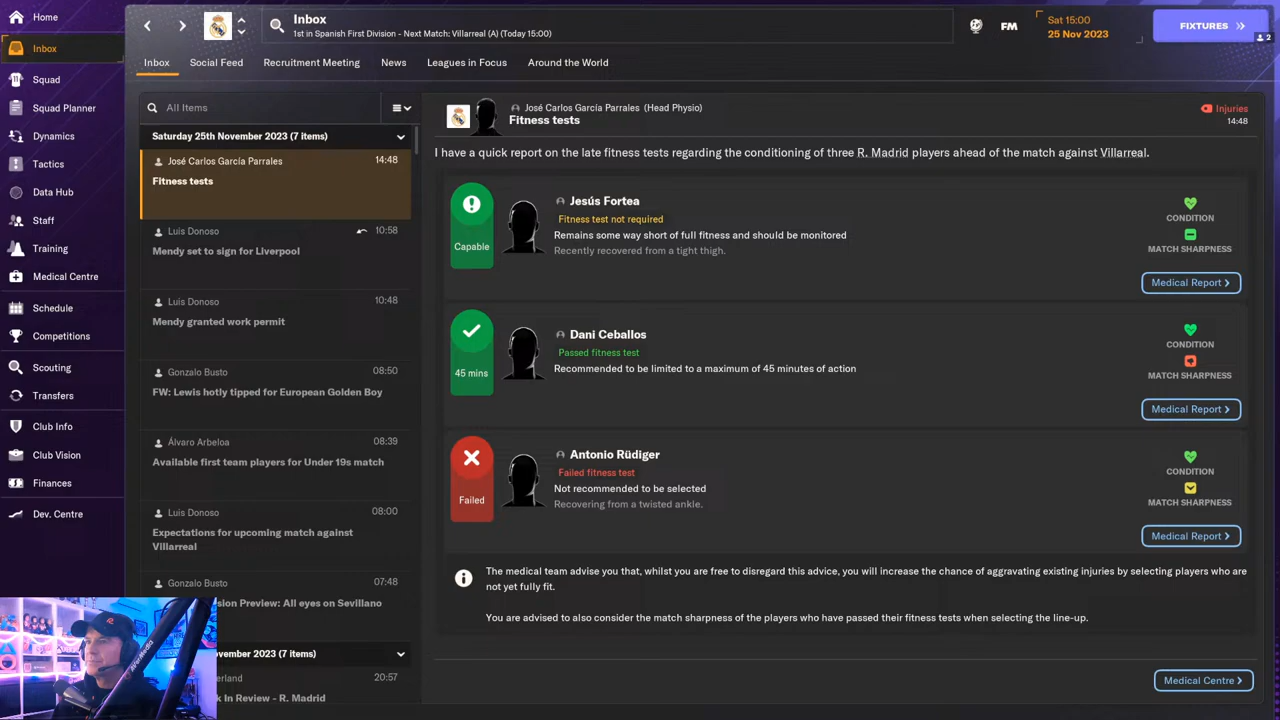 Home
Inbox
Squad
Squad Planner
Dynamics
Tactics
Data Hub
Staff
Training
Medical Centre
Schedule
Competitions
Scouting
Transfers
Club Info
Club Vision
Finances
Dev. Centre
Inbox
1st in Spanish First Division - Next Match: Villarreal (A) (Today 15:00)
FM
Sat 15:00
25 Nov 2023
FIXTURES
2
Inbox
Social Feed
Recruitment Meeting
News
Leagues in Focus
Around the World
All Items
Saturday 25th November 2023 (7 items)
José Carlos García Parrales 14:48
Fitness tests
Luis Donoso 10:58
Mendy set to sign for Liverpool
Luis Donoso 10:48
Mendy granted work permit
Gonzalo Busto 08:50
FW: Lewis hotly tipped for European Golden Boy
Álvaro Arbeloa 08:39
Available first team players for Under 19s match
Luis Donoso 08:00
Expectations for upcoming match against
Villarreal
Gonzalo Busto 07:48
sion Preview: All eyes on Sevillano
vember 2023 (7 items)
erland 20:57
k In Review - R. Madrid
José Carlos García Parrales (Head Physio)
Fitness tests
Injuries
14:48
I have a quick report on the late fitness tests regarding the conditioning of three R. Madrid players ahead of the match against Villarreal.
Capable
Jesús Fortea
Fitness test not required
Remains some way short of full fitness and should be monitored
Recently recovered from a tight thigh.
CONDITION
MATCH SHARPNESS
Medical Report
45 mins
Dani Ceballos
Passed fitness test
Recommended to be limited to a maximum of 45 minutes of action
CONDITION
MATCH SHARPNESS
Medical Report
Failed
Antonio Rüdiger
Failed fitness test
Not recommended to be selected
Recovering from a twisted ankle.
CONDITION
MATCH SHARPNESS
Medical Report
The medical team advise you that, whilst you are free to disregard this advice, you will increase the chance of aggravating existing injuries by selecting players who are
not yet fully fit.
You are advised to also consider the match sharpness of the players who have passed their fitness tests when selecting the line-up.
Medical Centre